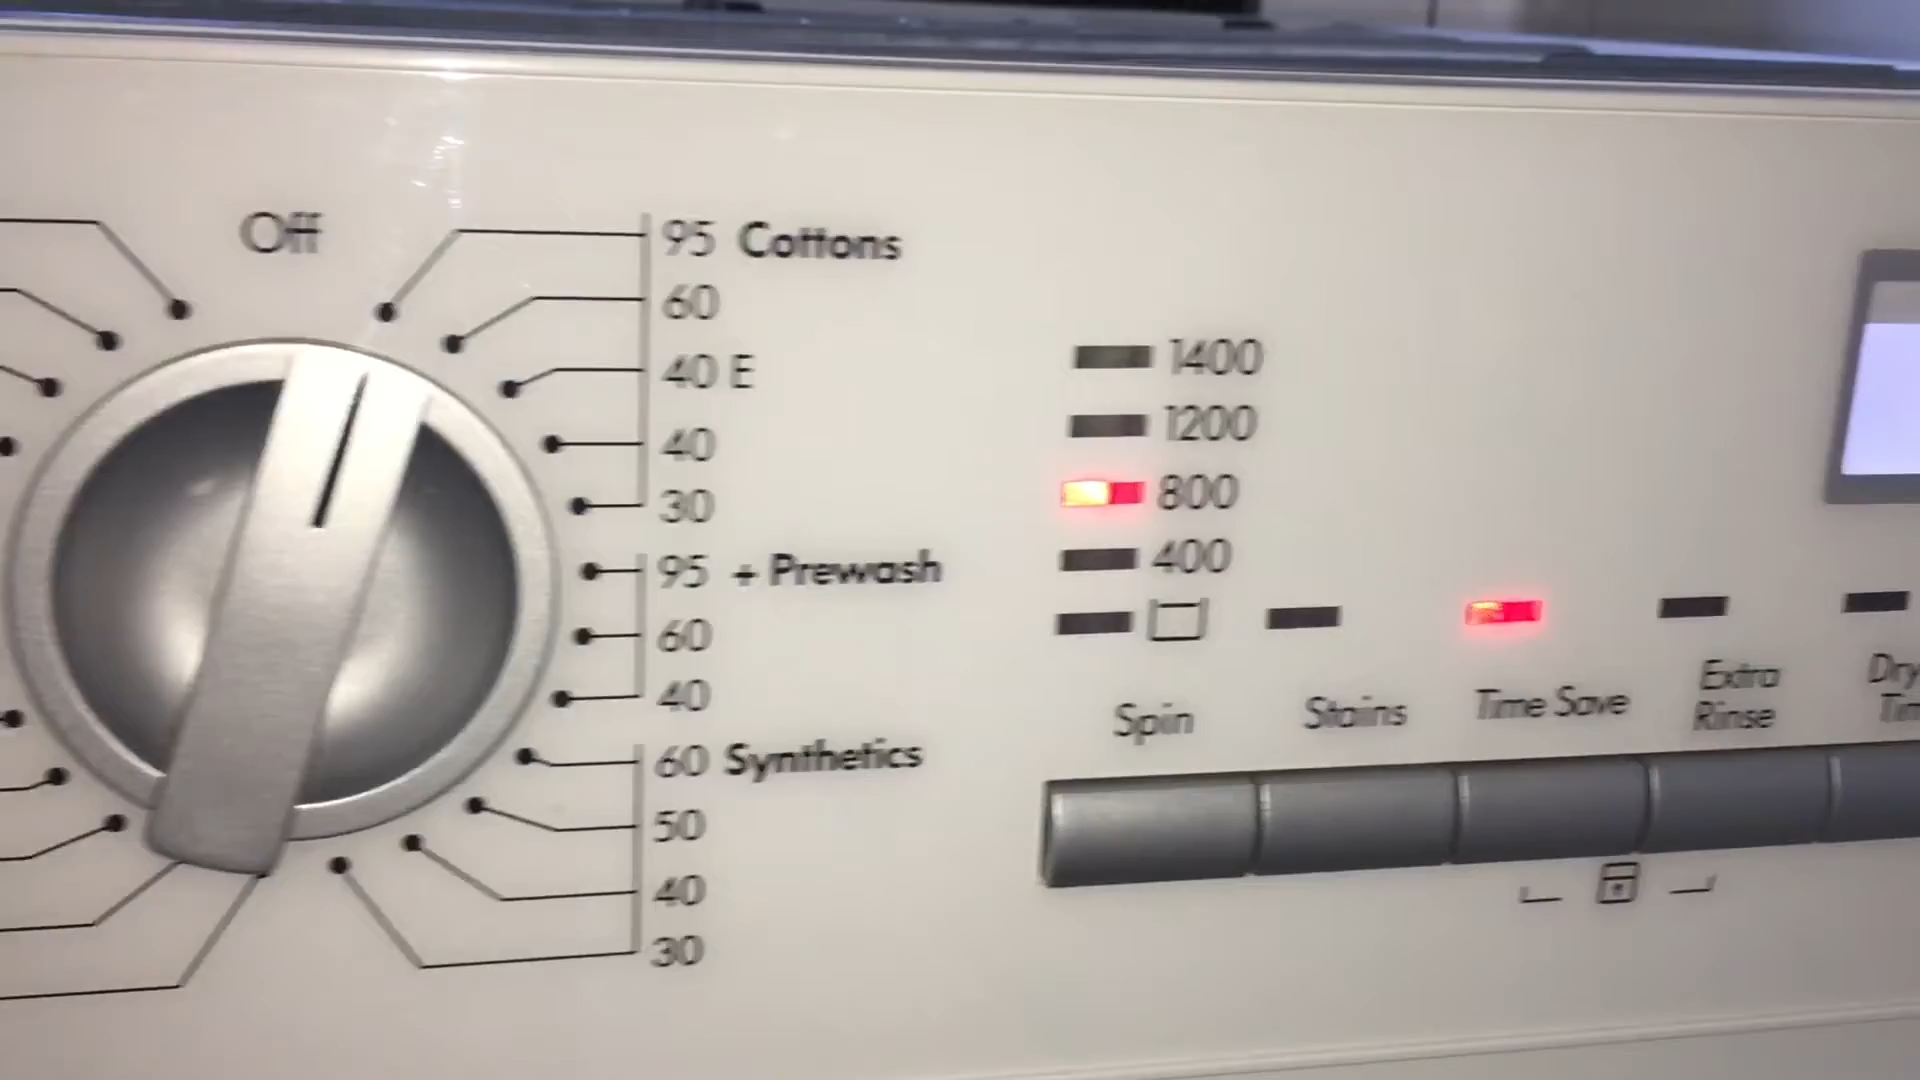 Off
95 Cottons
60
40 E
40
30
95 + Prewash
60
40
60 Synthetics
50
40
30
1400
1200
800
400
Spin
Stains
Time Save
Extra
Rinse
Dry